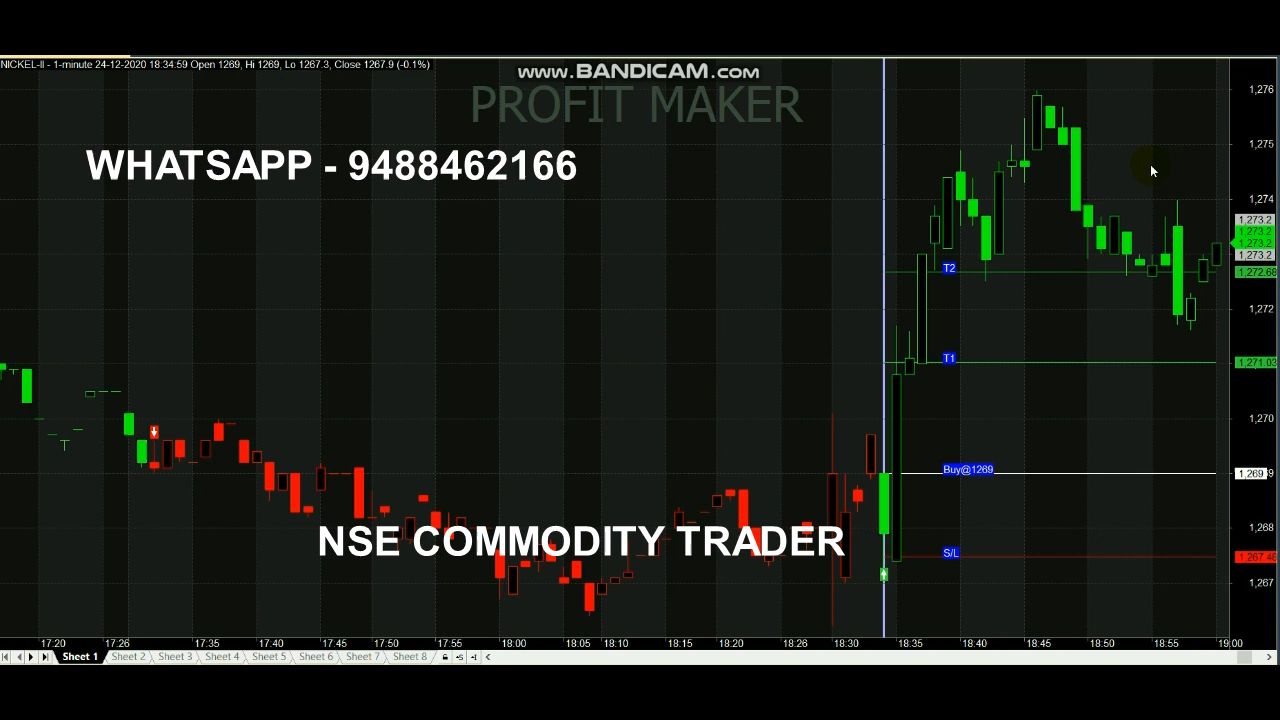 NICKEL-II - 1-minute 24-12-2020 18:34:59 Open 1269, Hi 1269, Lo 1267.3, Close 1267.9 (-0.1%)
www.BANDICAM.com
PROFIT MAKER
WHATSAPP - 9488462166
1,276
1,275
1,274
1,273.2
1,273.2
1,273.2
1,273.2
T2
1,272.68
1,272
T1
1,271.03
1,270
Buy@1269
1,269
NSE COMMODITY TRADER
1,268
S/L
1,267
17:20 17:26 17:35 17:40 17:45 17:50 17:55 18:00 18:05 18:10 18:15 18:20 18:26 18:30 18:35 18:40 18:45 18:50 18:55 19:00
Sheet 1 Sheet 2 Sheet 3 Sheet 4 Sheet 5 Sheet 6 Sheet 7 Sheet 8